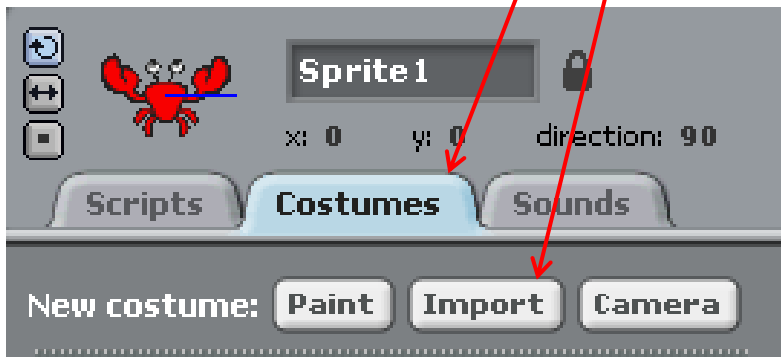 Sprite1
x: 0 y: 0 direction: 90
Scripts Costumes Sounds
New costume: Paint Import Camera